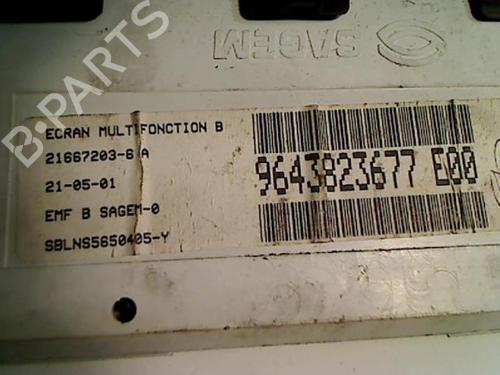 SAGEM
ECRAN MULTIFONCTION B
21667203-6 A
21-05-01
EMF B SAGEM-0
SBLNS5650405-Y
9643823677 E00
B-PARTS